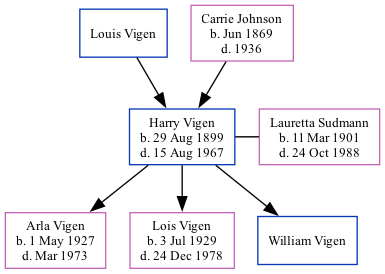 Louis Vigen
Carrie Johnson
b. Jun 1869
d. 1936
Harry Vigen
b. 29 Aug 1899
d. 15 Aug 1967
Lauretta Sudmann
b. 11 Mar 1901
d. 24 Oct 1988
Arla Vigen
b. 1 May 1927
d. Mar 1973
Lois Vigen
b. 3 Jul 1929
d. 24 Dec 1978
William Vigen